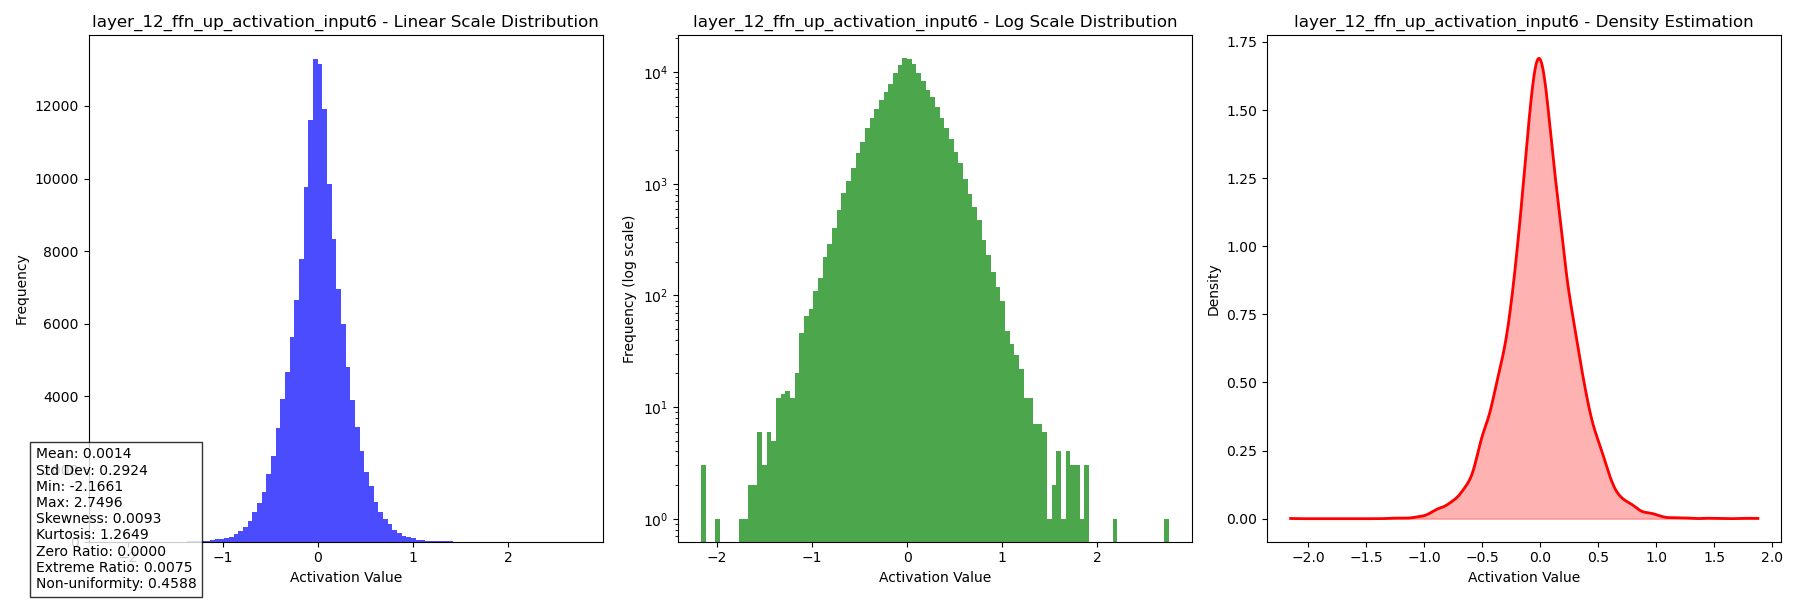 layer_12_ffn_up_activation_input6 - Linear Scale Distribution
layer_12_ffn_up_activation_input6 - Log Scale Distribution
layer_12_ffn_up_activation_input6 - Density Estimation
Frequency
12000
10000
8000
6000
4000
−1
0
1
2
Activation Value
Mean: 0.0014
Std Dev: 0.2924
Min: -2.1661
Max: 2.7496
Skewness: 0.0093
Kurtosis: 1.2649
Zero Ratio: 0.0000
Extreme Ratio: 0.0075
Non-uniformity: 0.4588
Frequency (log scale)
10⁴
10³
10²
10¹
10⁰
−2
−1
0
1
2
Activation Value
Density
1.75
1.50
1.25
1.00
0.75
0.50
0.25
0.00
−2.0
−1.5
−1.0
−0.5
0.0
0.5
1.0
1.5
2.0
Activation Value